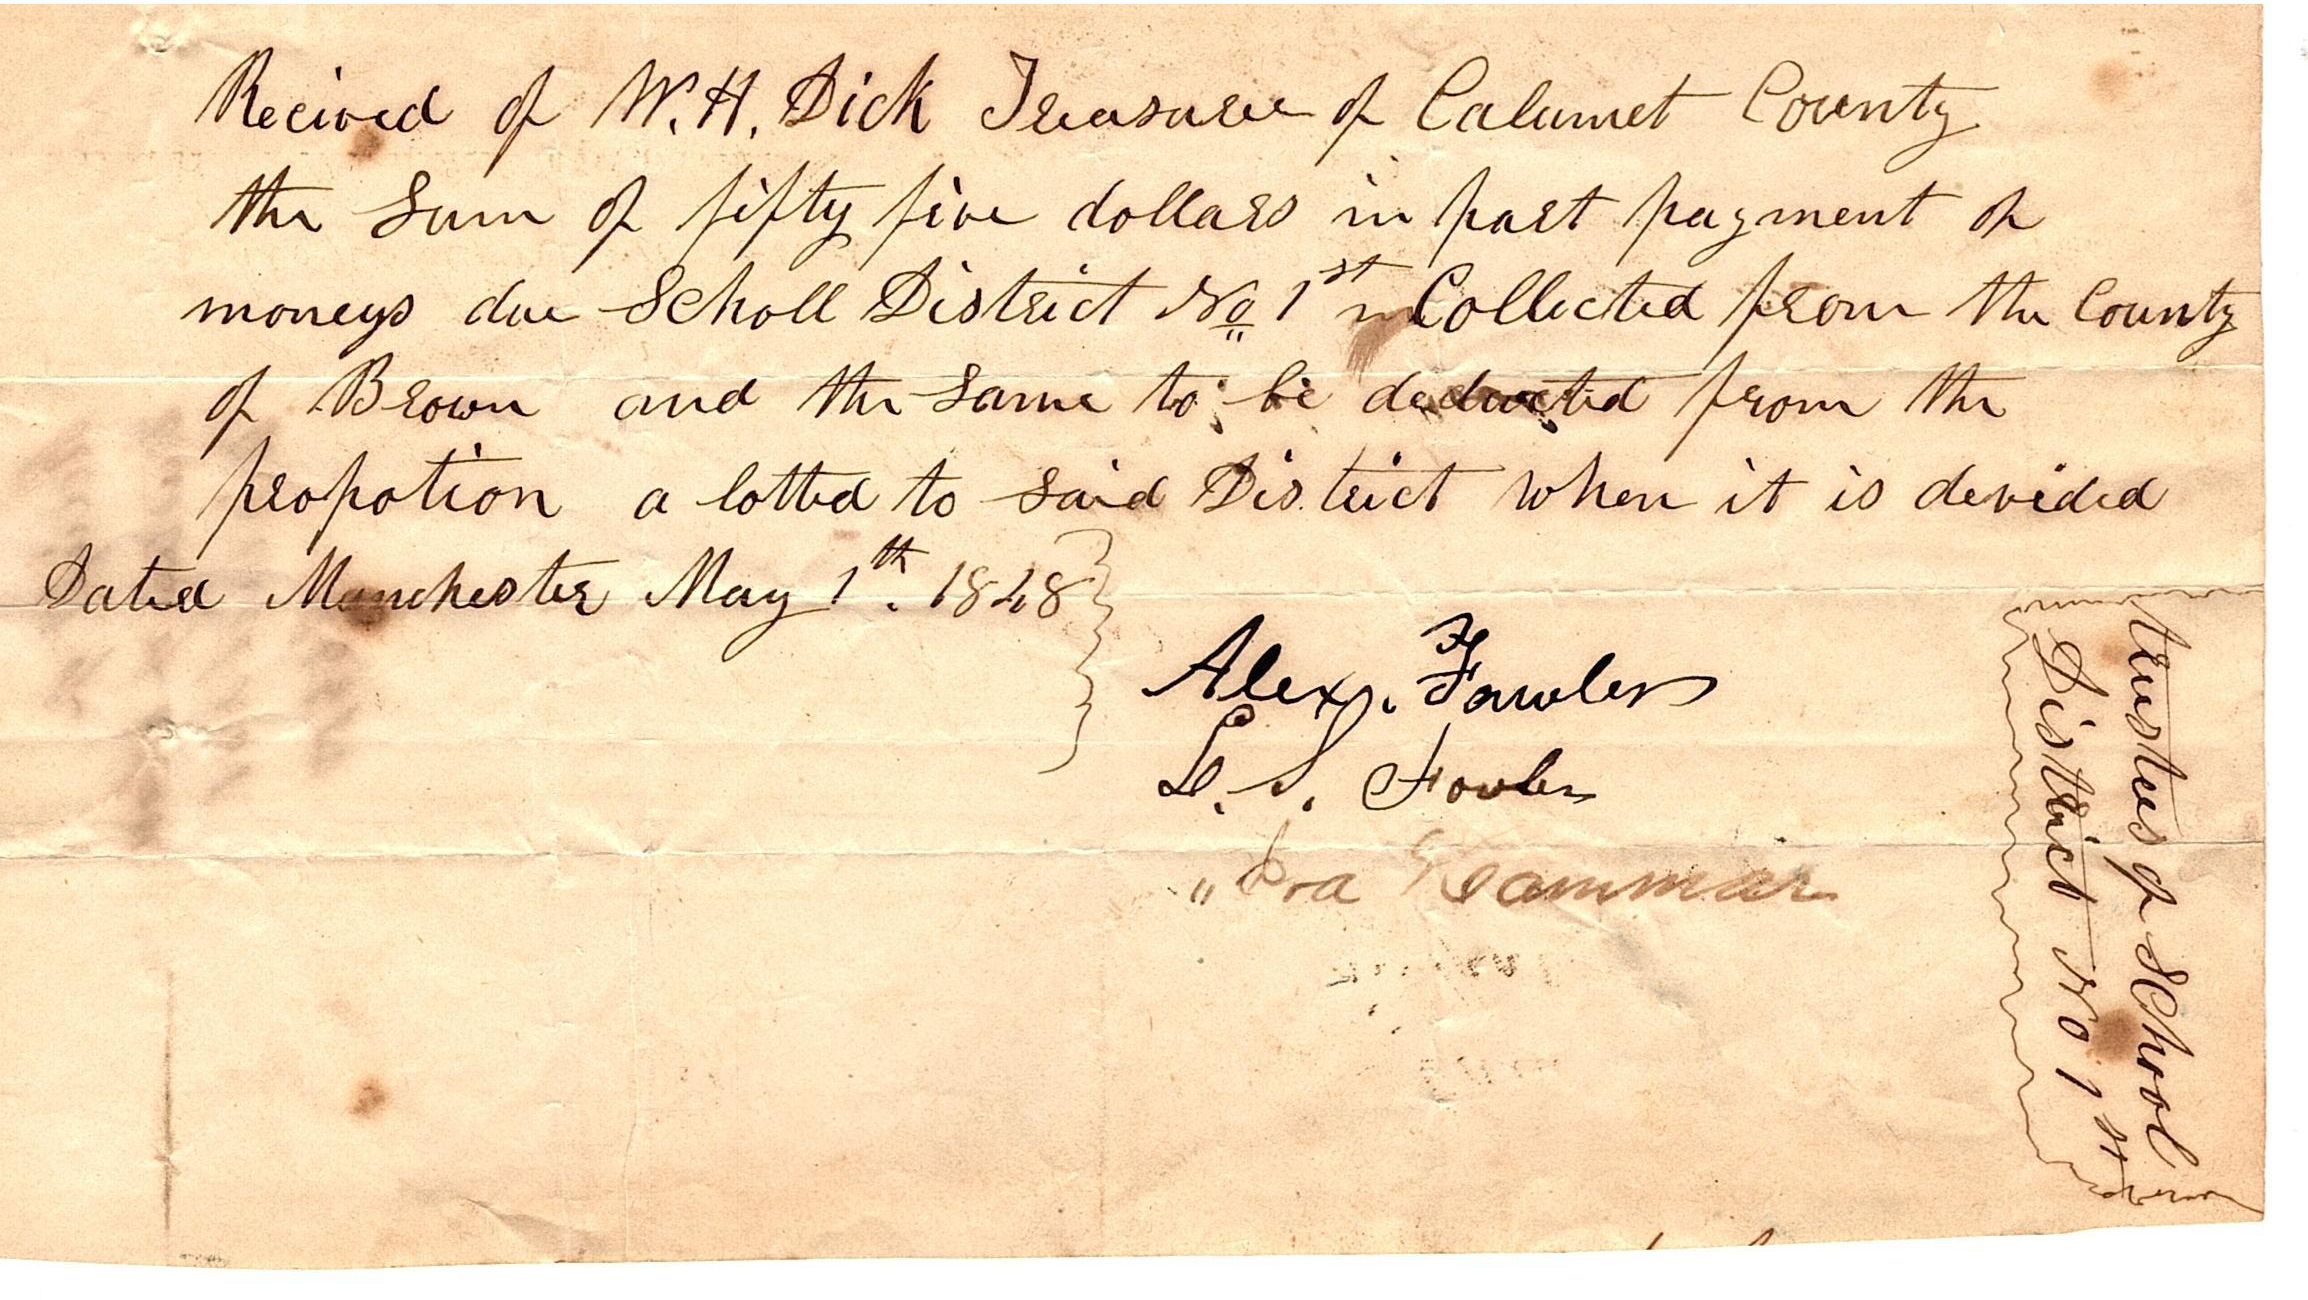 Recived of W. H. Dick Treasurer of Calumet County
the Sum of fifty five dollars in part payment of
moneys due Scholl District No 1st Collected from the County
of Brown and the same to be deducted from the
propotion a lotted to said District when it is devided
Dated Manchester May 1th. 1848
Alex. Fowler
L. S. Fowler
"
trustees of School
District No 1st